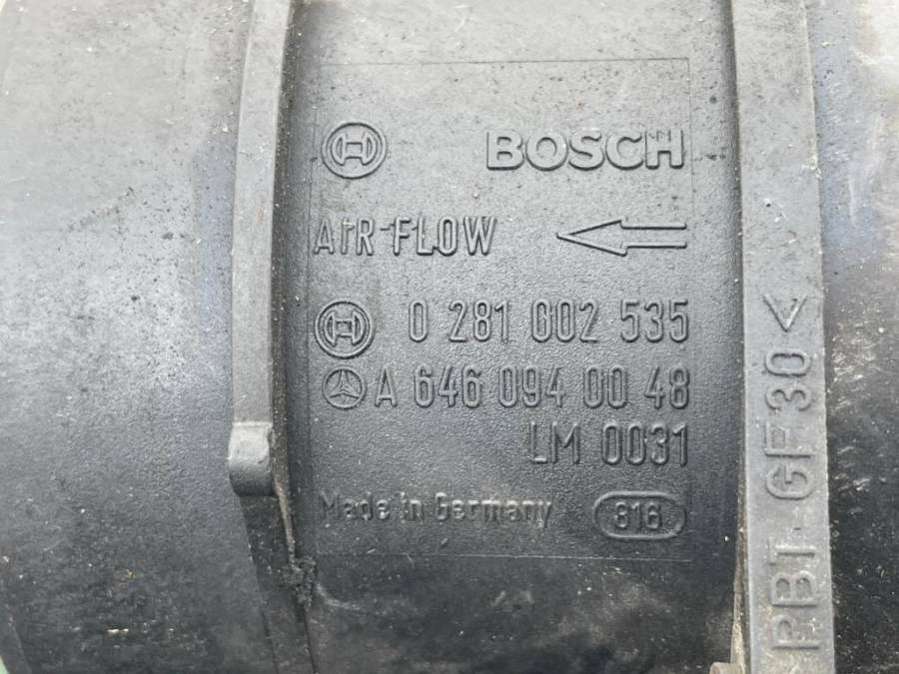 BOSCH
AIR FLOW
0 281 002 535
A 646 094 00 48
LM 0031
Made in Germany 816
PBT-GF30<